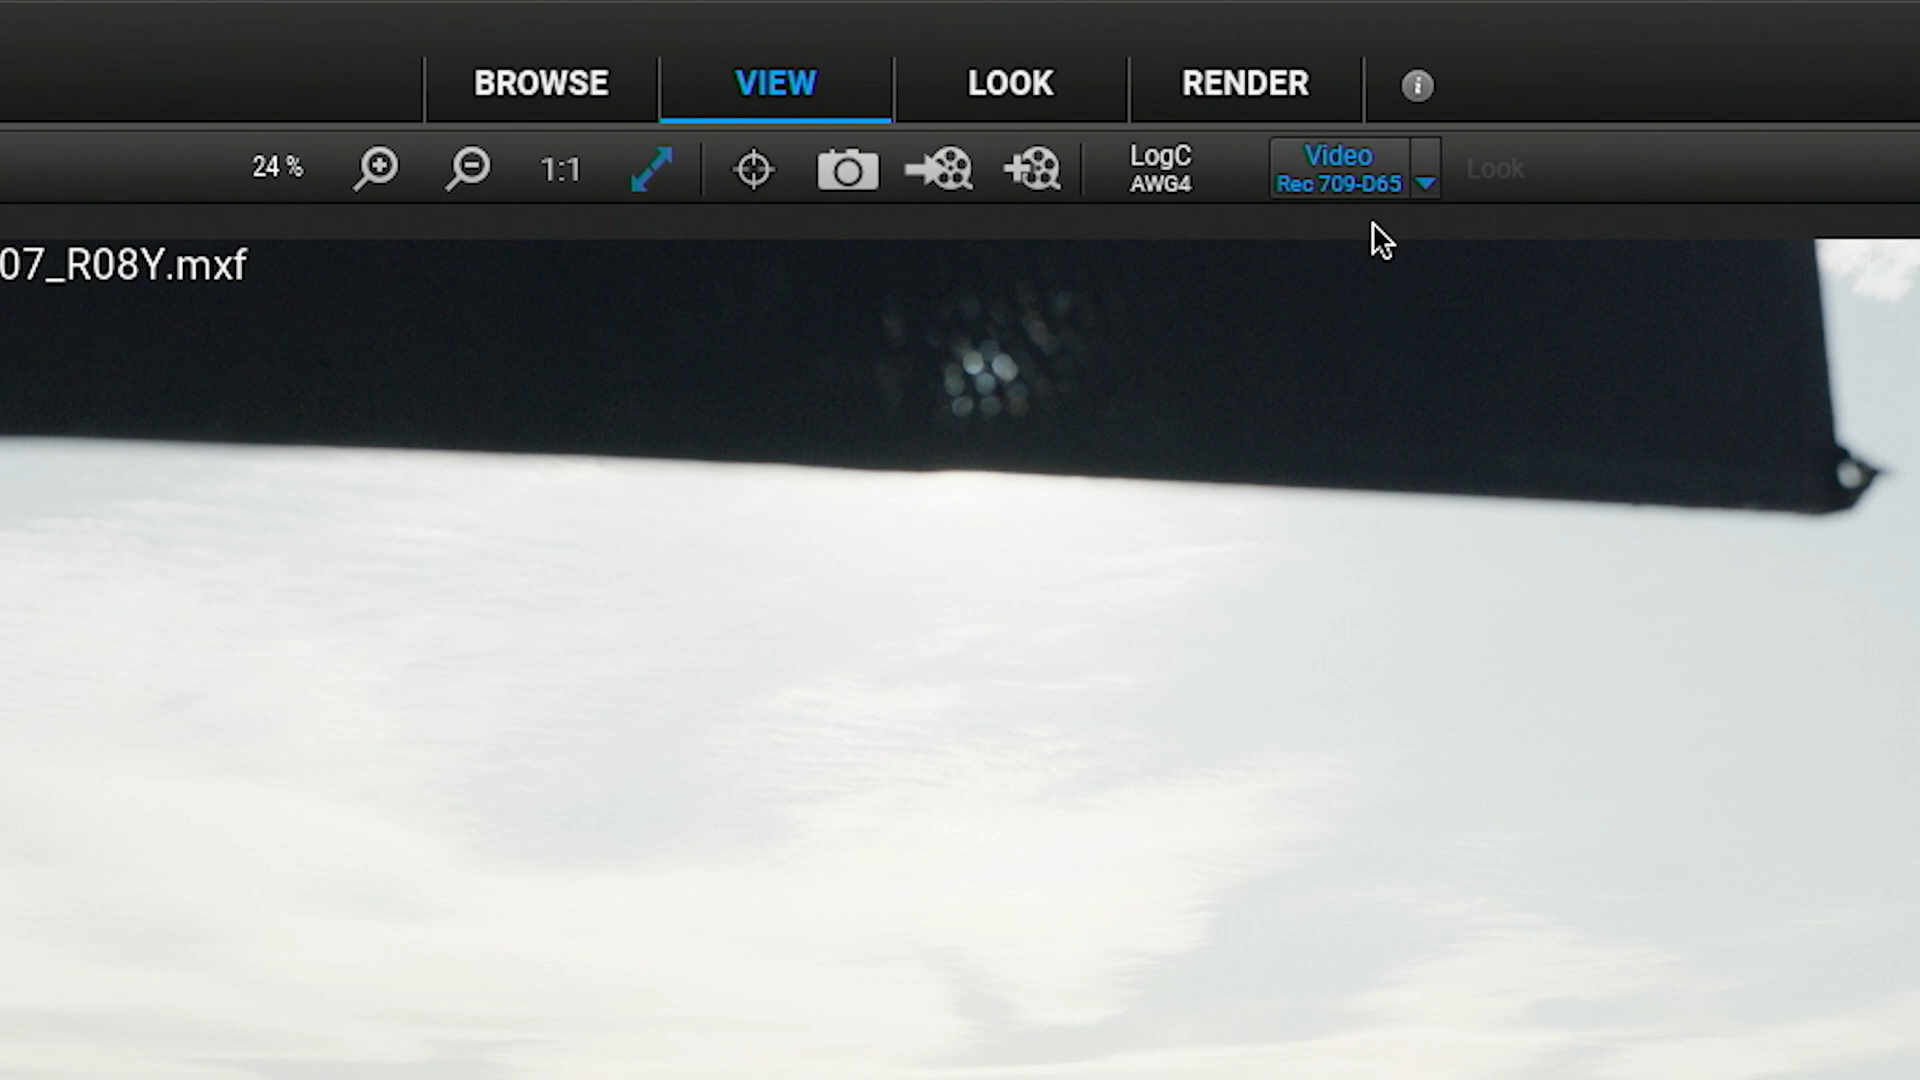 BROWSE VIEW LOOK RENDER i
24 % 1:1 LogC Video Look
AWG4 Rec 709-D65
07_R08Y.mxf